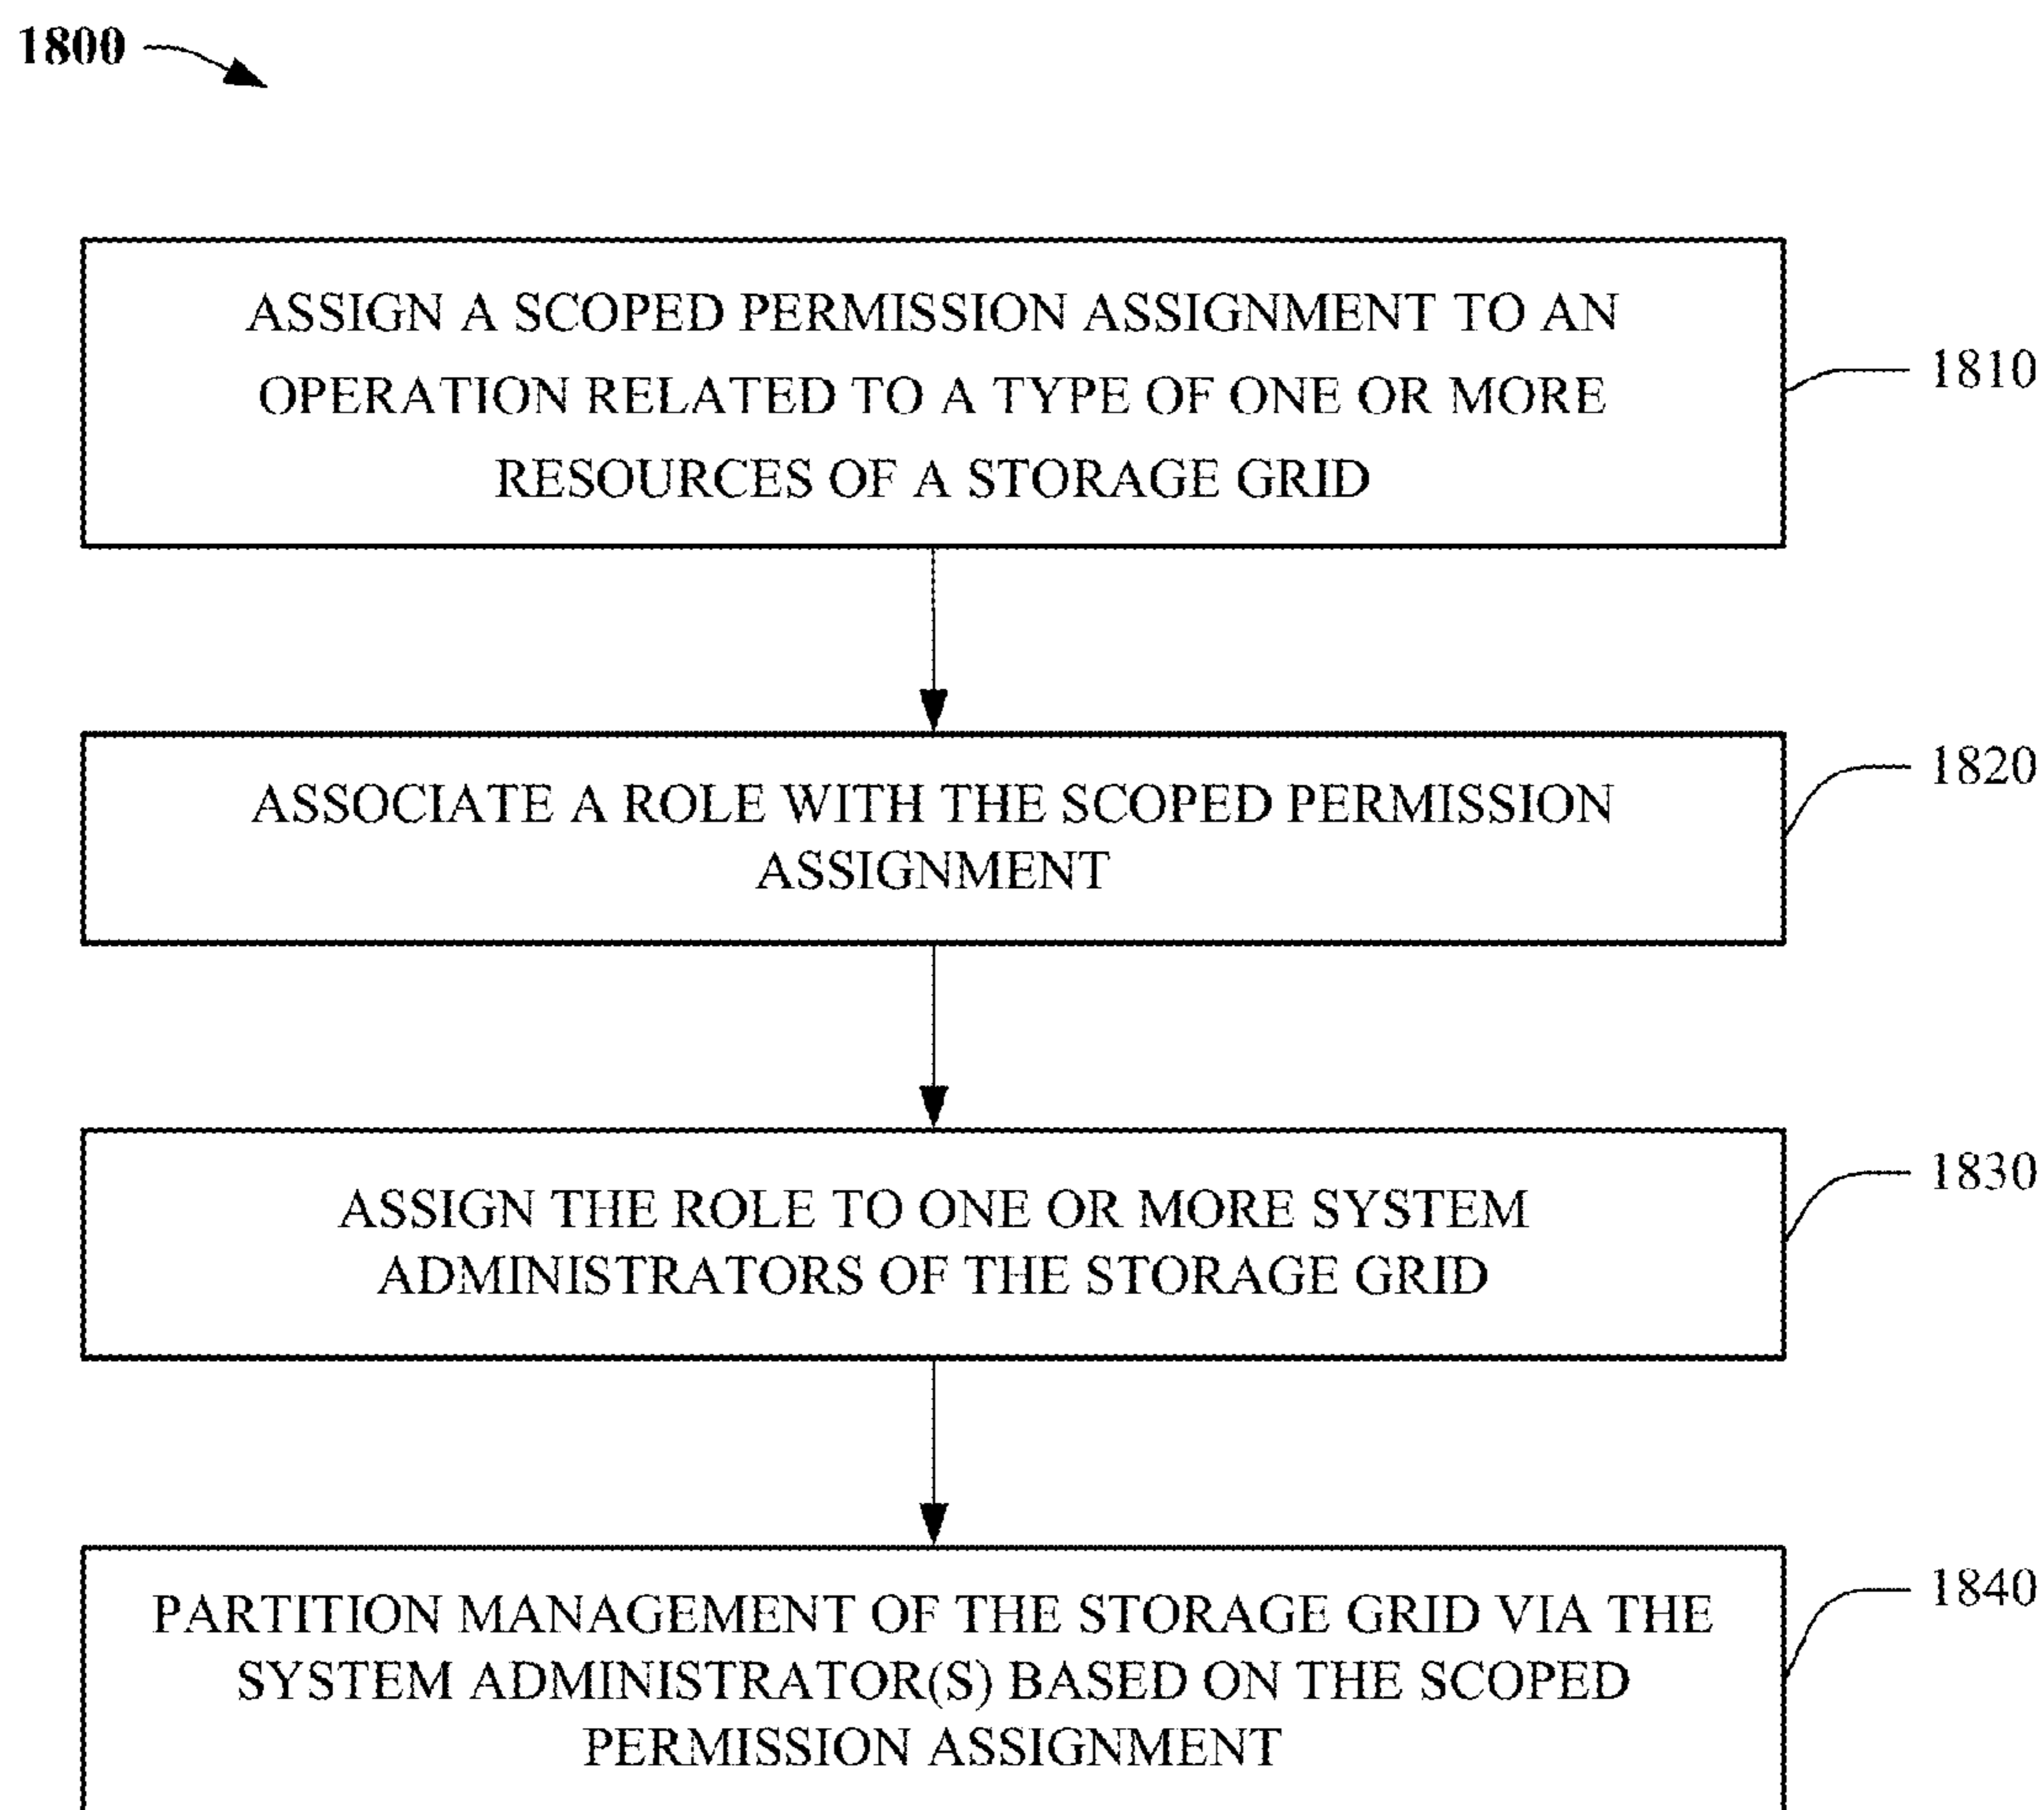 1800
ASSIGN A SCOPED PERMISSION ASSIGNMENT TO AN
OPERATION RELATED TO A TYPE OF ONE OR MORE
RESOURCES OF A STORAGE GRID
1810
ASSOCIATE A ROLE WITH THE SCOPED PERMISSION
ASSIGNMENT
1820
ASSIGN THE ROLE TO ONE OR MORE SYSTEM
ADMINISTRATORS OF THE STORAGE GRID
1830
PARTITION MANAGEMENT OF THE STORAGE GRID VIA THE
SYSTEM ADMINISTRATOR(S) BASED ON THE SCOPED
PERMISSION ASSIGNMENT
1840